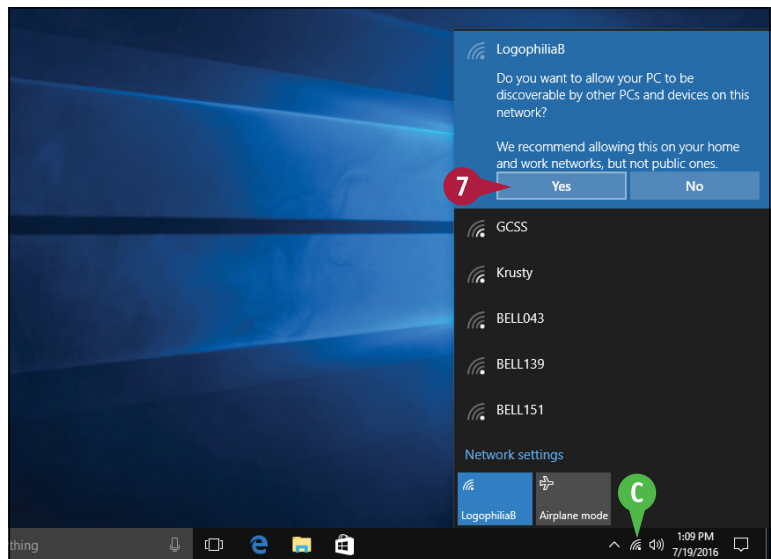 LogophiliaB
Do you want to allow your PC to be
discoverable by other PCs and devices on this
network?
We recommend allowing this on your home
and work networks, but not public ones.
7
Yes
No
GCSS
Krusty
BELL043
BELL139
BELL151
Network settings
LogophiliaB
Airplane mode
C
thing
1:09 PM
7/19/2016